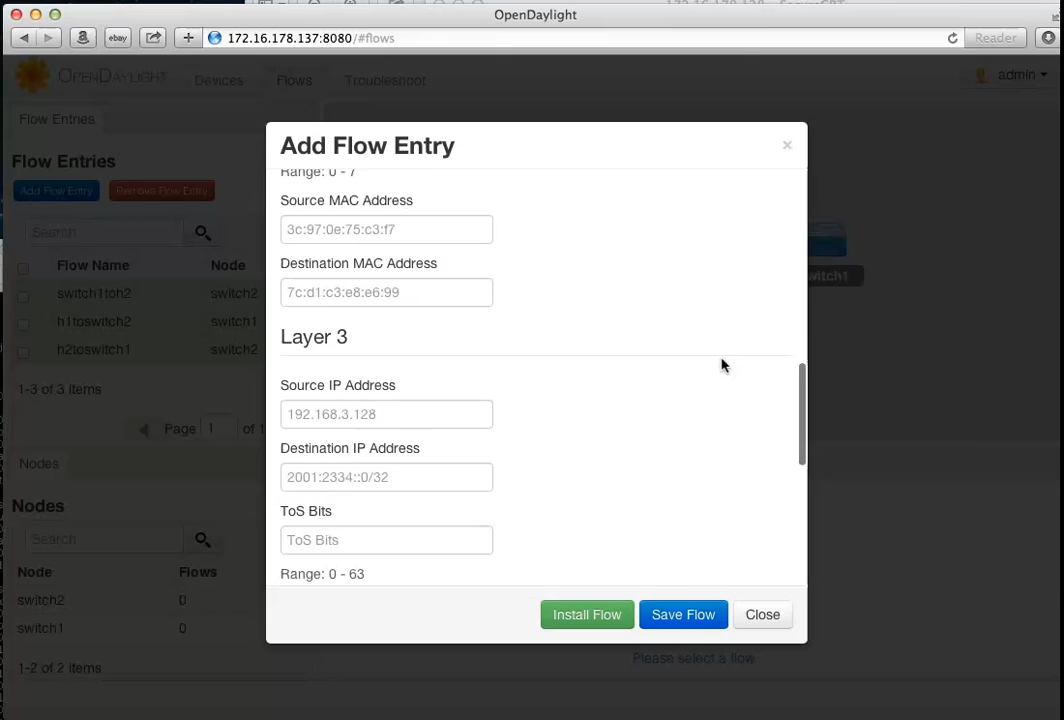 OpenDaylight
ebay
172.16.178.137:8080/#flows
Reader
OPENDAYLIGHT
Devices
Flows
Troubleshoot
admin
Flow Entries
Flow Entries
Add Flow Entry
Remove Flow Entry
Search
Flow Name
Node
switch1toh2
switch2
h1toswitch2
switch1
h2toswitch1
switch2
1-3 of 3 items
Page
1
of 1
Nodes
Nodes
Search
Node
Flows
switch2
0
switch1
0
1-2 of 2 items
Add Flow Entry
×
Range: 0 - 7
Source MAC Address
3c:97:0e:75:c3:f7
Destination MAC Address
7c:d1:c3:e8:e6:99
Layer 3
Source IP Address
192.168.3.128
Destination IP Address
2001:2334::0/32
ToS Bits
ToS Bits
Range: 0 - 63
Install Flow
Save Flow
Close
witch1
Please select a flow